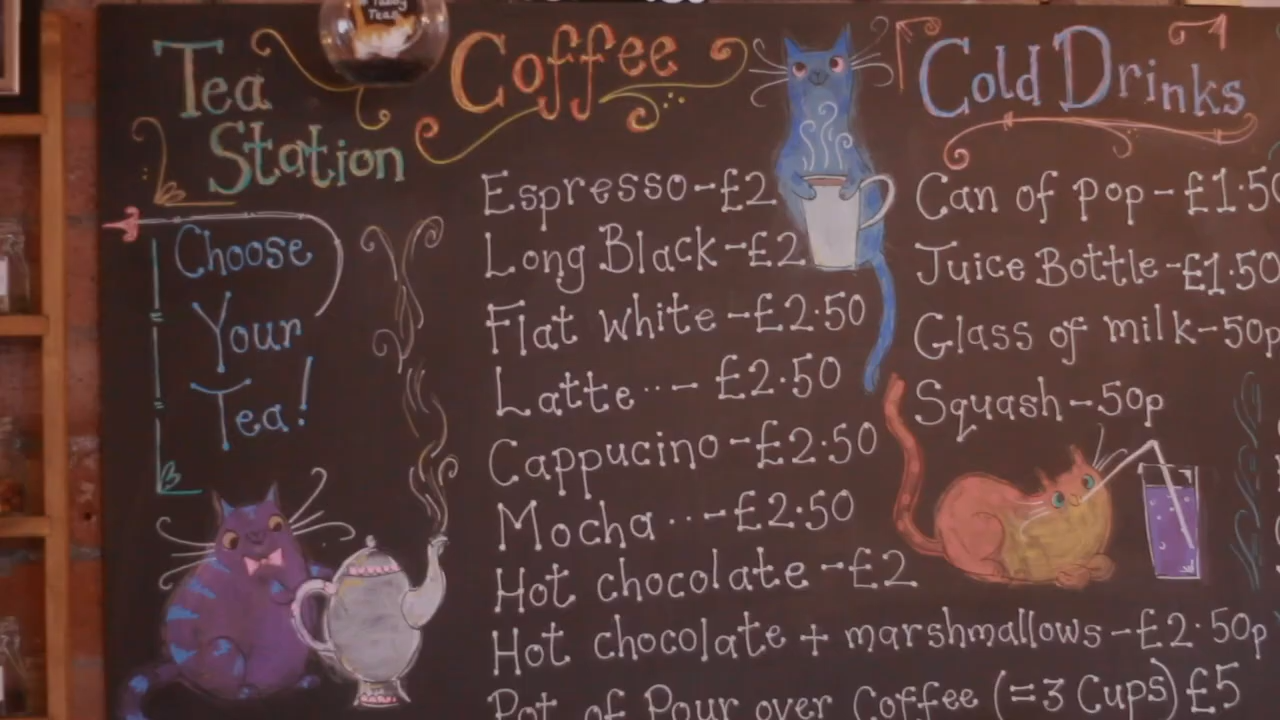 Teas
Tea
Station
Choose
Your
Tea!
Coffee
Espresso-£2
Long Black-£2
Flat white-£2.50
Latte··-£2.50
Cappucino-£2.50
Mocha··-£2.50
Hot chocolate-£2
Hot chocolate + marshmallows-£2.50p
Pot of Pour over Coffee (=3 Cups) £5
Cold Drinks
Can of pop-£1.50
Juice Bottle-£1.50
Glass of milk-50p
Squash-50p